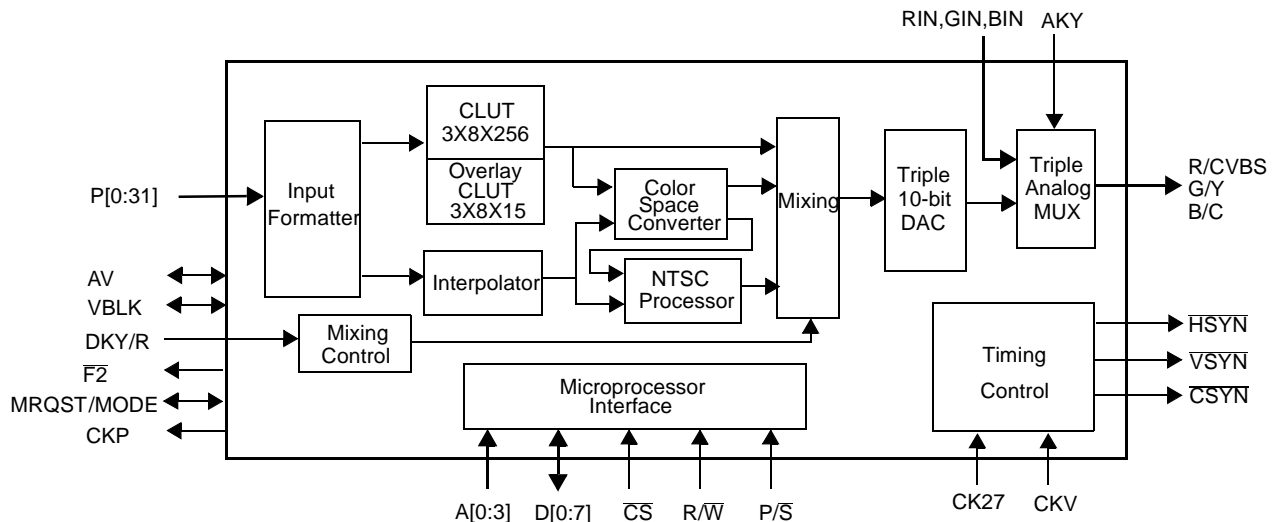 RIN,GIN,BIN
AKY
P[0:31]
AV
VBLK
DKY/R
F2
MRQST/MODE
CKP
Input
Formatter
CLUT
3X8X256
Overlay
CLUT
3X8X15
Interpolator
Mixing
Control
Color
Space
Converter
NTSC
Processor
Mixing
Triple
10-bit
DAC
Triple
Analog
MUX
R/CVBS
G/Y
B/C
Microprocessor
Interface
Timing
Control
HSYN
VSYN
CSYN
A[0:3]
D[0:7]
CS
R/W
P/S
CK27
CKV